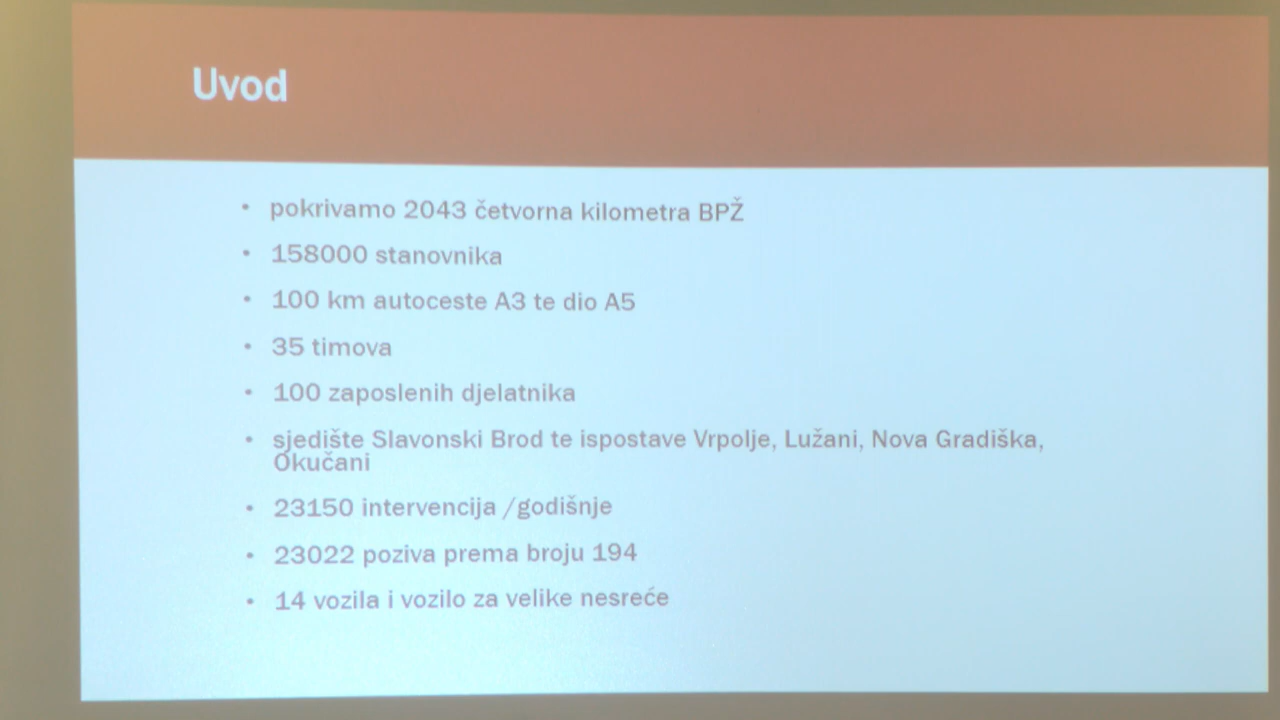 Uvod
• pokrivamo 2043 četvorna kilometra BPŽ
• 158000 stanovnika
• 100 km autoceste A3 te dio A5
• 35 timova
• 100 zaposlenih djelatnika
• sjedište Slavonski Brod te ispostave Vrpolje, Lužani, Nova Gradiška,
Okučani
• 23150 intervencija /godišnje
• 23022 poziva prema broju 194
• 14 vozila i vozilo za velike nesreće